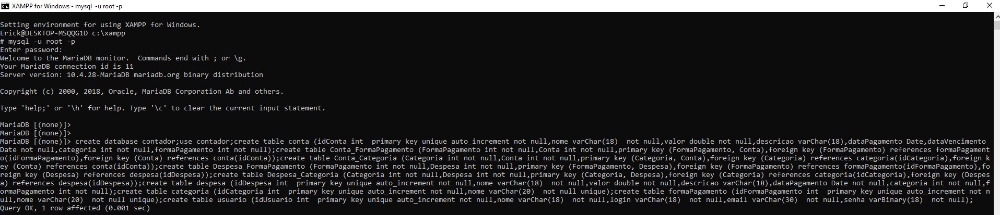 XAMPP for Windows - mysql -u root -p
Setting environment for using XAMPP for Windows.
Erick@DESKTOP-MSQQG1D c:\xampp
# mysql -u root -p
Enter password:
Welcome to the MariaDB monitor.  Commands end with ; or \g.
Your MariaDB connection id is 11
Server version: 10.4.28-MariaDB mariadb.org binary distribution
Copyright (c) 2000, 2018, Oracle, MariaDB Corporation Ab and others.
Type 'help;' or '\h' for help. Type '\c' to clear the current input statement.
MariaDB [(none)]>
MariaDB [(none)]>
MariaDB [(none)]> create database contador;use contador;create table conta (idConta int  primary key unique auto_increment not null,nome varChar(18)  not null,valor double not null,descricao varChar(18),dataPagamento Date,dataVencimento
Date not null,categoria int not null,formaPagamento int not null);create table Conta_FormaPagamento (FormaPagamento int not null,Conta int not null,primary key (FormaPagamento, Conta),foreign key (FormaPagamento) references formaPagament
o(idFormaPagamento),foreign key (Conta) references conta(idConta));create table Conta_Categoria (Categoria int not null,Conta int not null,primary key (Categoria, Conta),foreign key (Categoria) references categoria(idCategoria),foreign k
ey (Conta) references conta(idConta));create table Despesa_FormaPagamento (FormaPagamento int not null,Despesa int not null,primary key (FormaPagamento, Despesa),foreign key (FormaPagamento) references formaPagamento(idFormaPagamento),fo
reign key (Despesa) references despesa(idDespesa));create table Despesa_Categoria (Categoria int not null,Despesa int not null,primary key (Categoria, Despesa),foreign key (Categoria) references categoria(idCategoria),foreign key (Despes
a) references despesa(idDespesa));create table despesa (idDespesa int  primary key unique auto_increment not null,nome varChar(18)  not null,valor double not null,descricao varChar(18),dataPagamento Date not null,categoria int not null,f
ormaPagamento int not null);create table categoria (idCategoria int  primary key unique auto_increment not null,nome varChar(20)  not null unique);create table formaPagamento (idFormaPagamento int  primary key unique auto_increment not n
ull,nome varChar(20)  not null unique);create table usuario (idUsuario int  primary key unique auto_increment not null,nome varChar(18)  not null,login varChar(18)  not null,email varChar(30)  not null,senha varBinary(18)  not null);
Query OK, 1 row affected (0.001 sec)